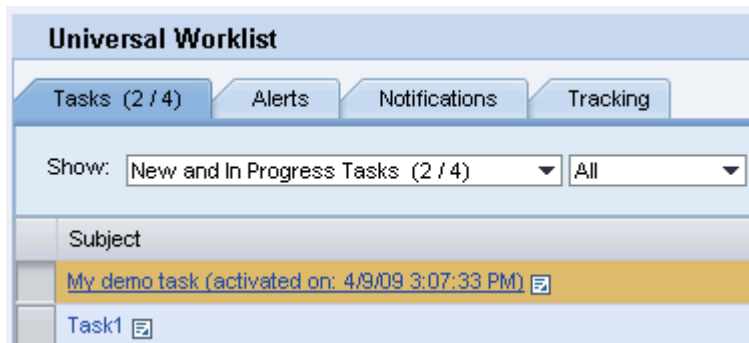 Universal Worklist
Tasks (2 / 4) Alerts Notifications Tracking
Show: New and In Progress Tasks (2 / 4) All
Subject
My demo task (activated on: 4/9/09 3:07:33 PM)
Task1